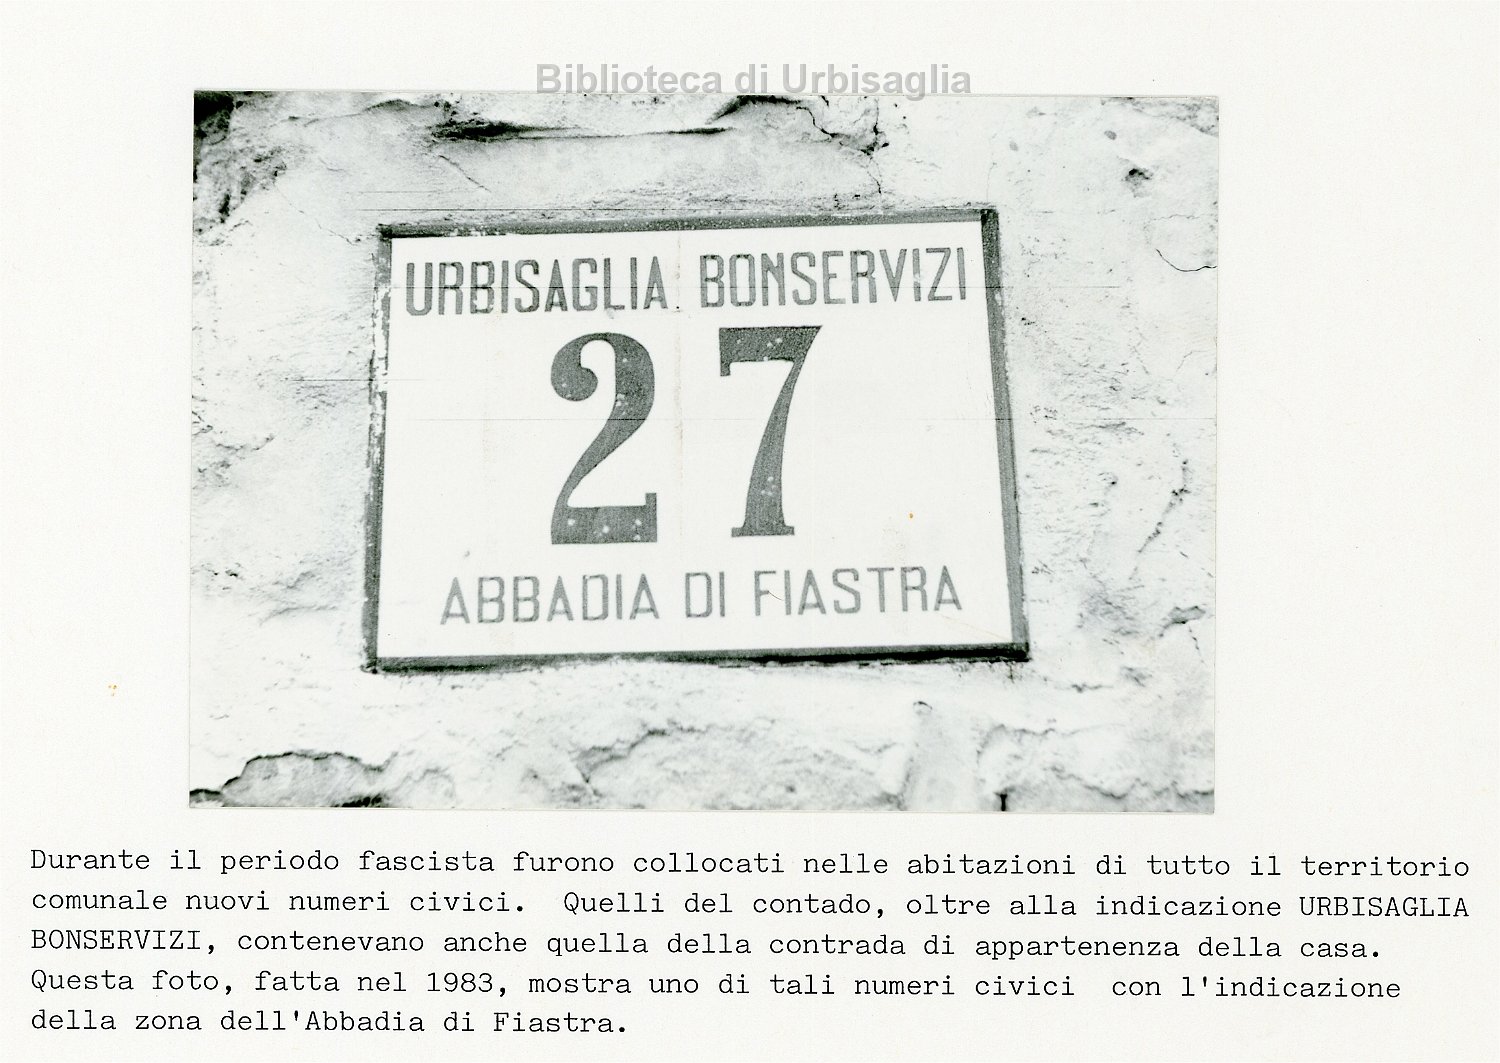 Biblioteca di Urbisaglia
URBISAGLIA BONSERVIZI
27
ABBADIA DI FIASTRA
Durante il periodo fascista furono collocati nelle abitazioni di tutto il territorio
comunale nuovi numeri civici. Quelli del contado, oltre alla indicazione URBISAGLIA
BONSERVIZI, contenevano anche quella della contrada di appartenenza della casa.
Questa foto, fatta nel 1983, mostra uno di tali numeri civici con l'indicazione
della zona dell'Abbadia di Fiastra.